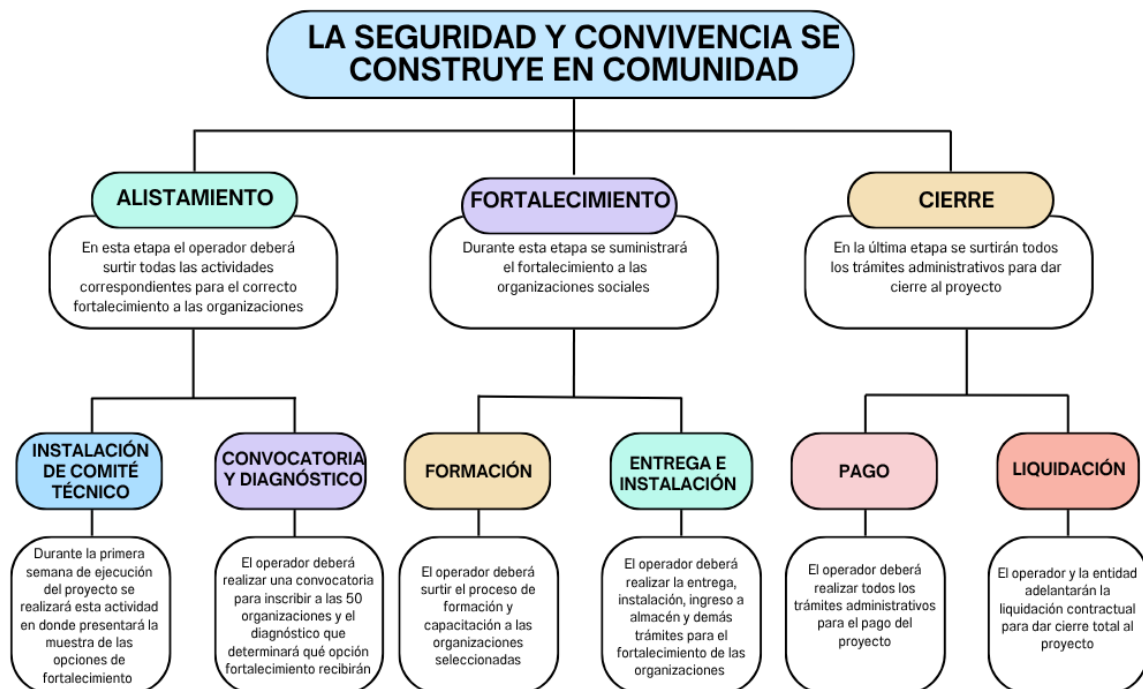 LA SEGURIDAD Y CONVIVENCIA SE
CONSTRUYE EN COMUNIDAD
ALISTAMIENTO
En esta etapa el operador deberá
surtir todas las actividades
correspondientes para el correcto
fortalecimiento a las organizaciones
FORTALECIMIENTO
Durante esta etapa se suministrará
el fortalecimiento a las
organizaciones sociales
CIERRE
En la última etapa se surtirán todos
los trámites administrativos para dar
cierre al proyecto
INSTALACIÓN
DE COMITÉ
TÉCNICO
Durante la primera
semana de ejecución
del proyecto se
realizará esta actividad
en donde presentará la
muestra de las
opciones de
fortalecimiento
CONVOCATORIA
Y DIAGNÓSTICO
El operador deberá
realizar una convocatoria
para inscribir a las 50
organizaciones y el
diagnóstico que
determinará qué opción
fortalecimiento recibirán
FORMACIÓN
El operador deberá
surtir el proceso de
formación y
capacitación a las
organizaciones
seleccionadas
ENTREGA E
INSTALACIÓN
El operador deberá
realizar la entrega,
instalación, ingreso a
almacén y demás
trámites para el
fortalecimiento de las
organizaciones
PAGO
El operador deberá
realizar todos los
trámites administrativos
para el pago del
proyecto
LIQUIDACIÓN
El operador y la entidad
adelantarán la
liquidación contractual
para dar cierre total al
proyecto